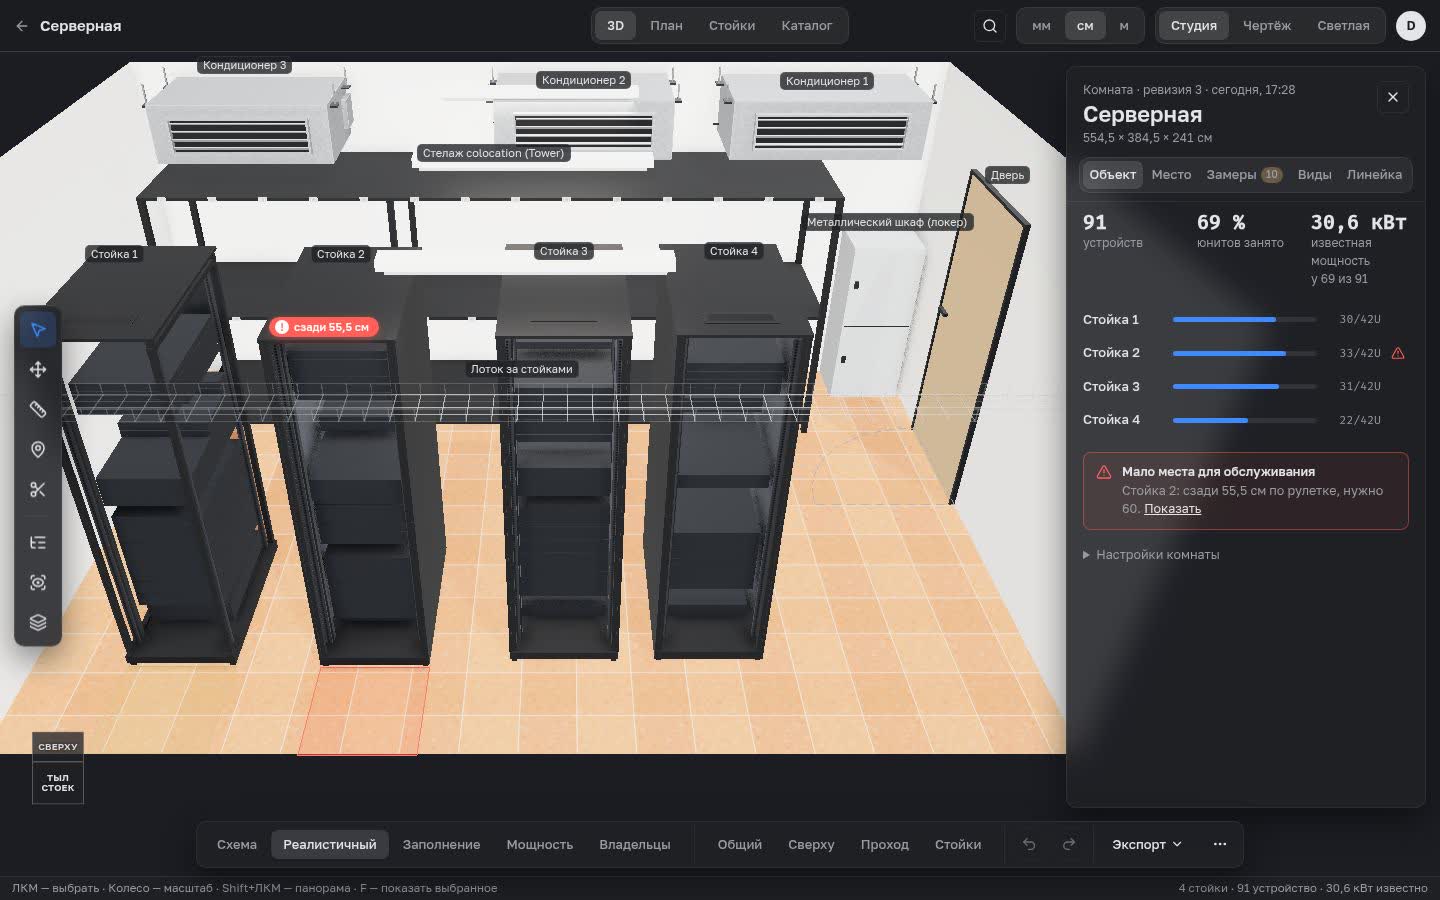 Серверная
3D
План
Стойки
Каталог
мм
см
м
Студия
Чертёж
Светлая
D
Кондиционер 3
Кондиционер 2
Кондиционер 1
Стелаж colocation (Tower)
Дверь
Металлический шкаф (локер)
Стойка 1
Стойка 2
Стойка 3
Стойка 4
! сзади 55,5 см
Лоток за стойками
СВЕРХУ
ТЫЛ
СТОЕК
Комната · ревизия 3 · сегодня, 17:28
Серверная
554,5 × 384,5 × 241 см
Объект
Место
Замеры 10
Виды
Линейка
91
устройств
69 %
юнитов занято
30,6 кВт
известная
мощность
у 69 из 91
Стойка 1 30/42U
Стойка 2 33/42U
Стойка 3 31/42U
Стойка 4 22/42U
Мало места для обслуживания
Стойка 2: сзади 55,5 см по рулетке, нужно
60. Показать
Настройки комнаты
Схема
Реалистичный
Заполнение
Мощность
Владельцы
Общий
Сверху
Проход
Стойки
Экспорт
ЛКМ — выбрать · Колесо — масштаб · Shift+ЛКМ — панорама · F — показать выбранное
4 стойки · 91 устройство · 30,6 кВт известно